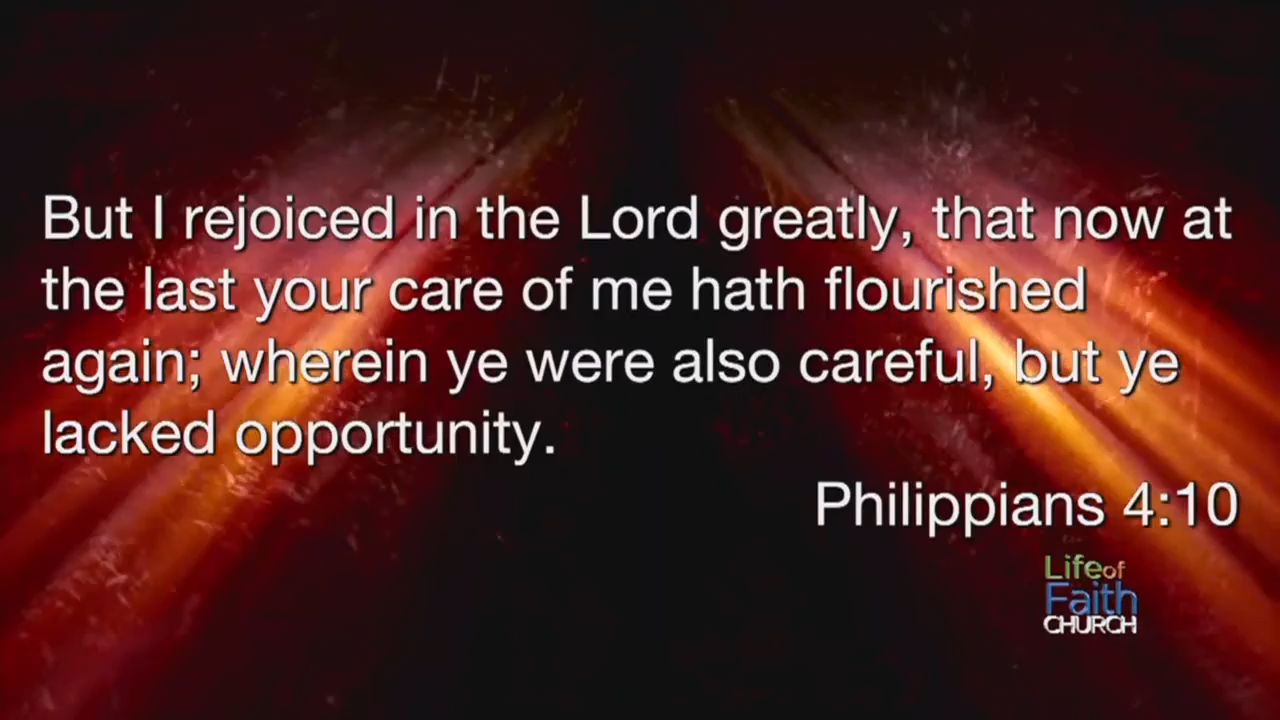 But I rejoiced in the Lord greatly, that now at
the last your care of me hath flourished
again; wherein ye were also careful, but ye
lacked opportunity.
Philippians 4:10
Life of
Faith
CHURCH